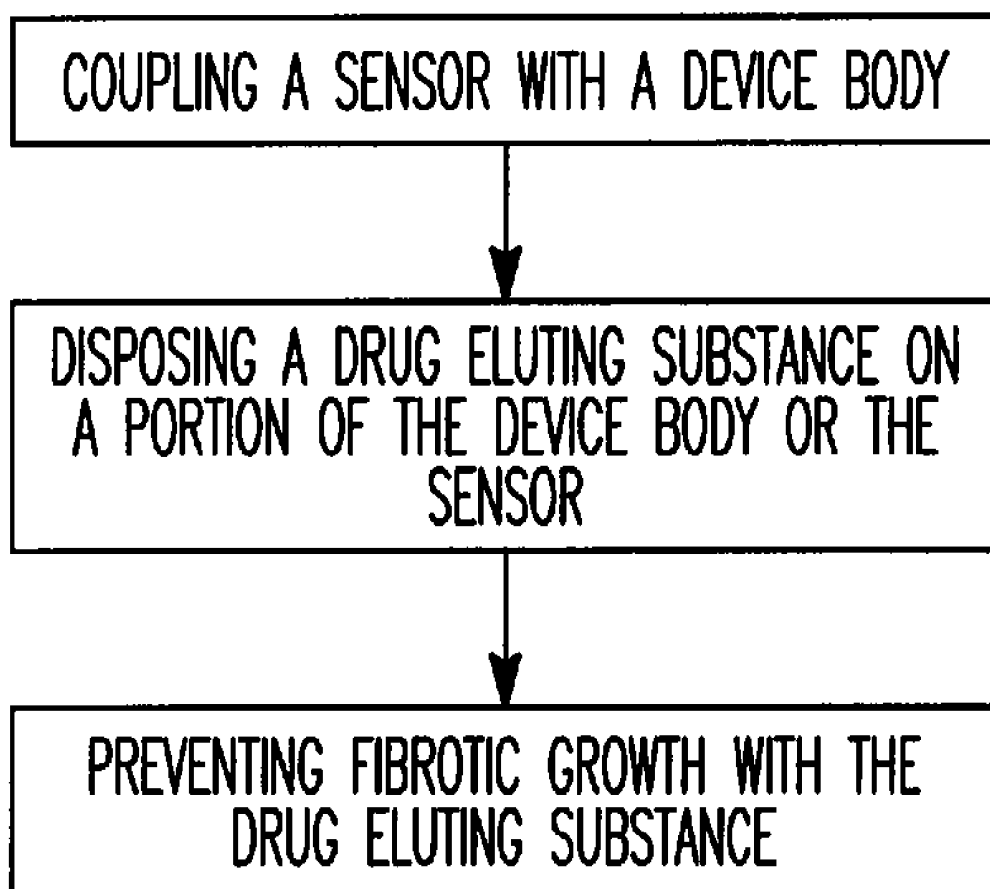 COUPLING A SENSOR WITH A DEVICE BODY
DISPOSING A DRUG ELUTING SUBSTANCE ON
A PORTION OF THE DEVICE BODY OR THE
SENSOR
PREVENTING FIBROTIC GROWTH WITH THE
DRUG ELUTING SUBSTANCE